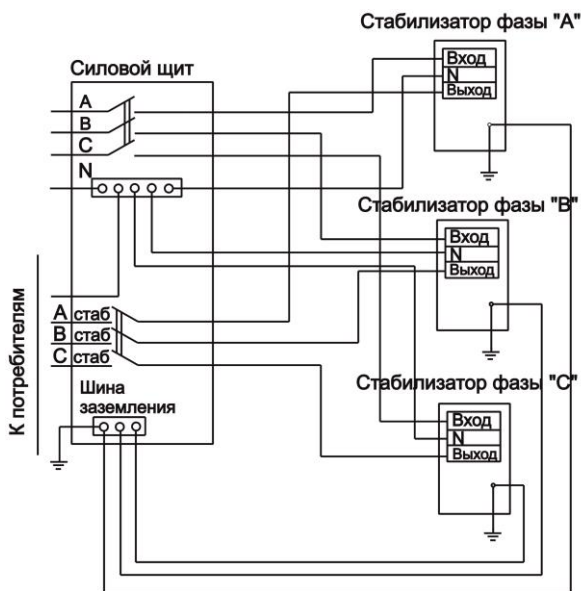 Стабилизатор фазы "А"
Вход
N
Выход
Силовой щит
А
В
С
N
Стабилизатор фазы "В"
Вход
N
Выход
К потребителям
А стаб
В стаб
С стаб
Шина
заземления
Стабилизатор фазы "С"
Вход
N
Выход